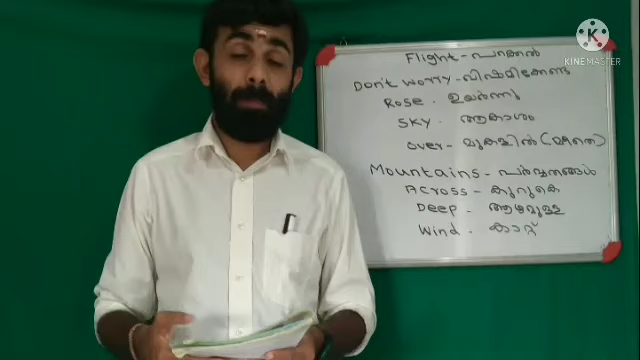 Flight - പറക്കൽ
Don't worry - വിഷമിക്കേണ്ട
Rose - ഉയർന്നു
SKY - ആകാശം
Over - മുകളിൽ (മീതെ)
Mountains - പർവ്വതങ്ങൾ
Across - കുറുകെ
Deep - ആഴമുള്ള
Wind - കാറ്റ്
KINEMASTER